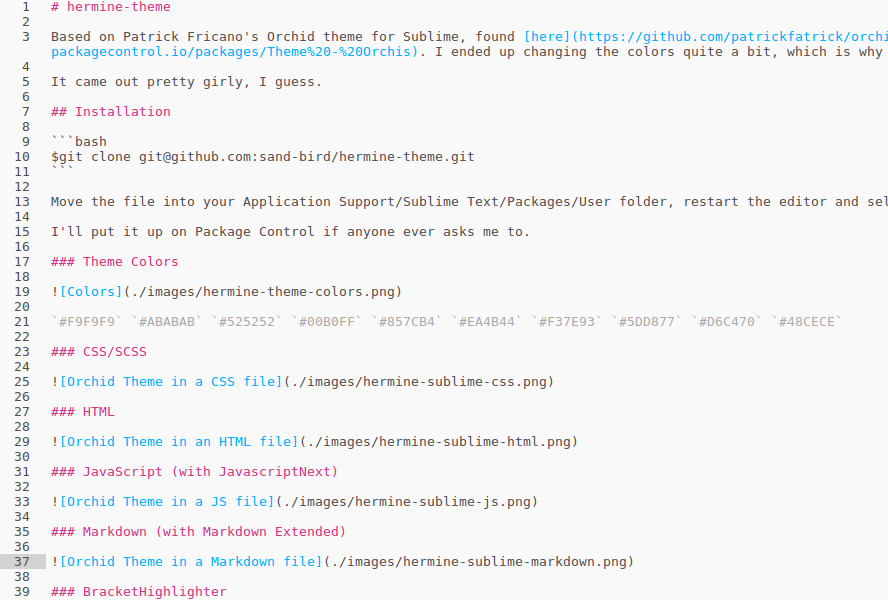 1 # hermine-theme
2
3 Based on Patrick Fricano's Orchid theme for Sublime, found [here](https://github.com/patrickfatrick/orchi
packagecontrol.io/packages/Theme%20-%20Orchis). I ended up changing the colors quite a bit, which is why
4
5 It came out pretty girly, I guess.
6
7 ## Installation
8
9 ```bash
10 $git clone git@github.com:sand-bird/hermine-theme.git
11 ```
12
13 Move the file into your Application Support/Sublime Text/Packages/User folder, restart the editor and sel
14
15 I'll put it up on Package Control if anyone ever asks me to.
16
17 ### Theme Colors
18
19 ![Colors](./images/hermine-theme-colors.png)
20
21 `#F9F9F9` `#ABABAB` `#525252` `#00B0FF` `#857CB4` `#EA4B44` `#F37E93` `#5DD877` `#D6C470` `#48CECE`
22
23 ### CSS/SCSS
24
25 ![Orchid Theme in a CSS file](./images/hermine-sublime-css.png)
26
27 ### HTML
28
29 ![Orchid Theme in an HTML file](./images/hermine-sublime-html.png)
30
31 ### JavaScript (with JavascriptNext)
32
33 ![Orchid Theme in a JS file](./images/hermine-sublime-js.png)
34
35 ### Markdown (with Markdown Extended)
36
37 ![Orchid Theme in a Markdown file](./images/hermine-sublime-markdown.png)
38
39 ### BracketHighlighter